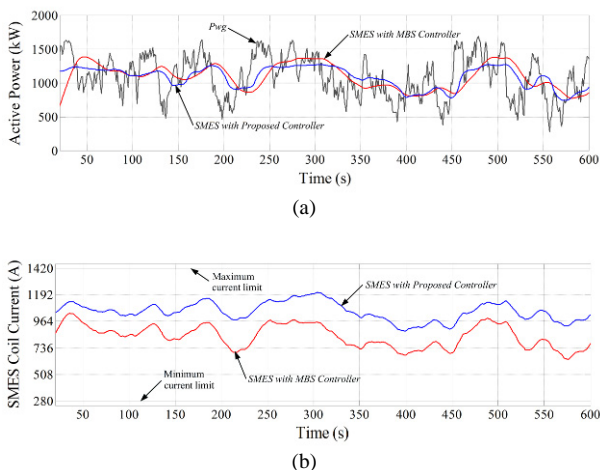 2000
1500
1000
500
0
Active Power (kW)
Pwg
SMES with MBS Controller
SMES with Proposed Controller
50 100 150 200 250 300 350 400 450 500 550 600
Time (s)
(a)
1420
1192
964
736
508
280
SMES Coil Current (A)
Maximum
current limit
SMES with Proposed Controller
Minimum
current limit
SMES with MBS Controller
50 100 150 200 250 300 350 400 450 500 550 600
Time (s)
(b)